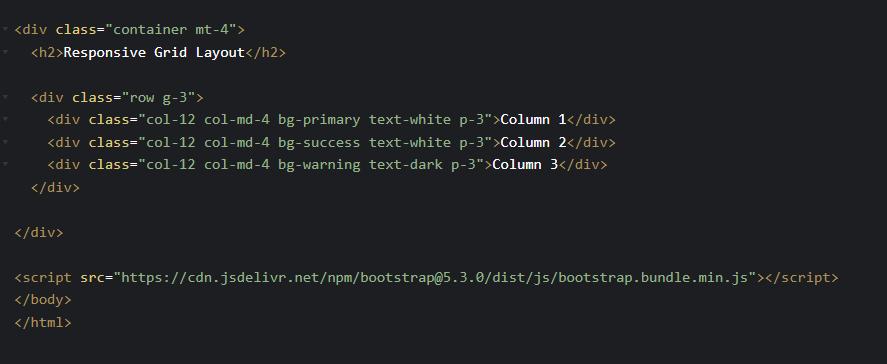 <div class="container mt-4">
<h2>Responsive Grid Layout</h2>
<div class="row g-3">
<div class="col-12 col-md-4 bg-primary text-white p-3">Column 1</div>
<div class="col-12 col-md-4 bg-success text-white p-3">Column 2</div>
<div class="col-12 col-md-4 bg-warning text-dark p-3">Column 3</div>
</div>
</div>
<script src="https://cdn.jsdelivr.net/npm/bootstrap@5.3.0/dist/js/bootstrap.bundle.min.js"></script>
</body>
</html>